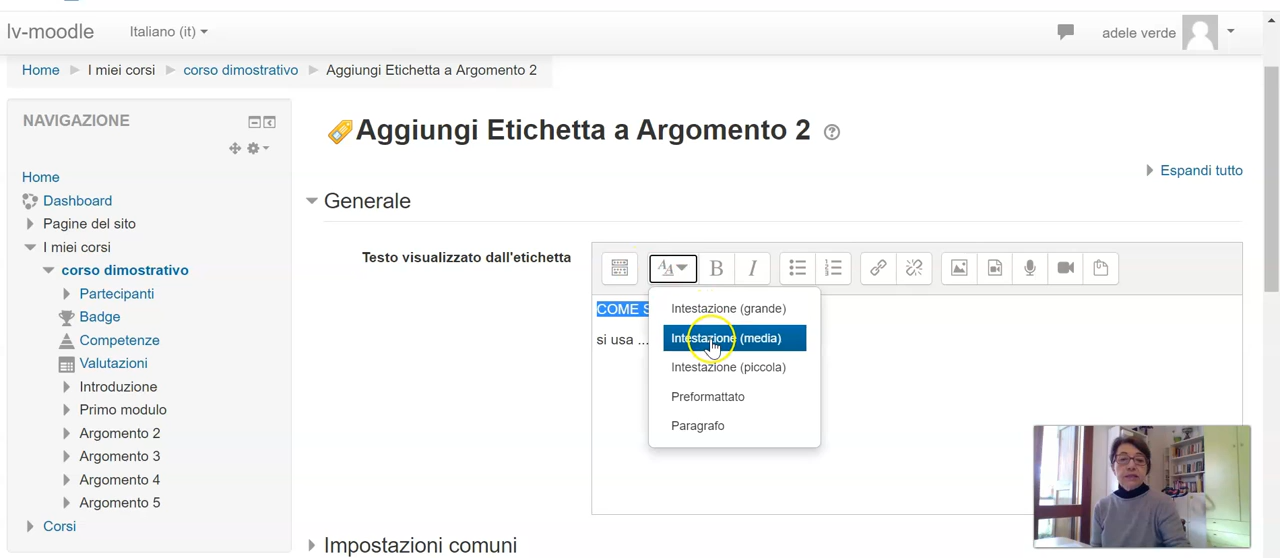 lv-moodle
Italiano (it)
adele verde
Home
I miei corsi
corso dimostrativo
Aggiungi Etichetta a Argomento 2
NAVIGAZIONE
Home
Dashboard
Pagine del sito
I miei corsi
corso dimostrativo
Partecipanti
Badge
Competenze
Valutazioni
Introduzione
Primo modulo
Argomento 2
Argomento 3
Argomento 4
Argomento 5
Corsi
Aggiungi Etichetta a Argomento 2
Espandi tutto
Generale
Testo visualizzato dall'etichetta
B I
COME
si usa ...
Intestazione (grande)
Intestazione (media)
Intestazione (piccola)
Preformattato
Paragrafo
Impostazioni comuni